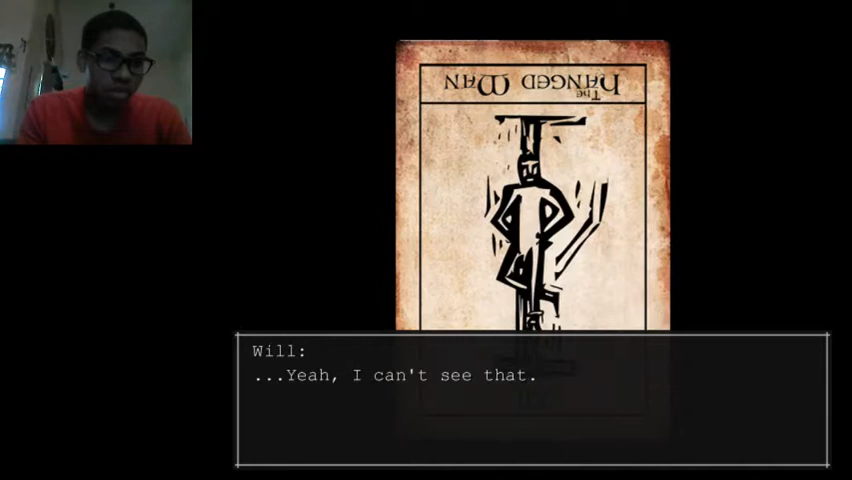 The
HANGED MAN
Will:
...Yeah, I can't see that.